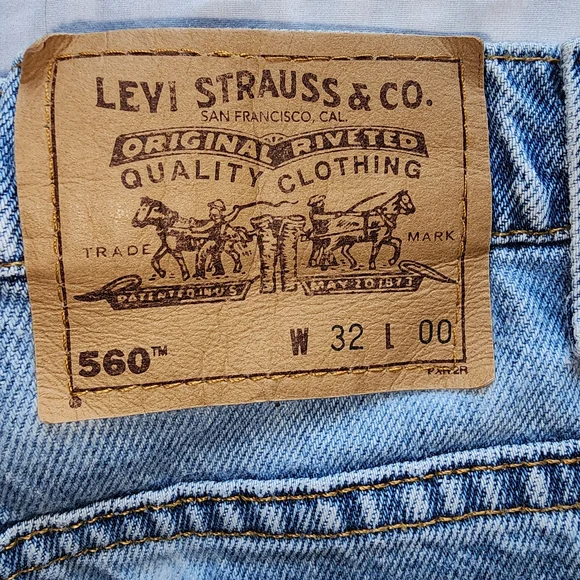 LEVI STRAUSS & CO.
SAN FRANCISCO, CAL.
ORIGINAL RIVETED
QUALITY CLOTHING
TRADE MARK
PATENTED IN U.S. MAY 20 1873
560™ W 32 L 00